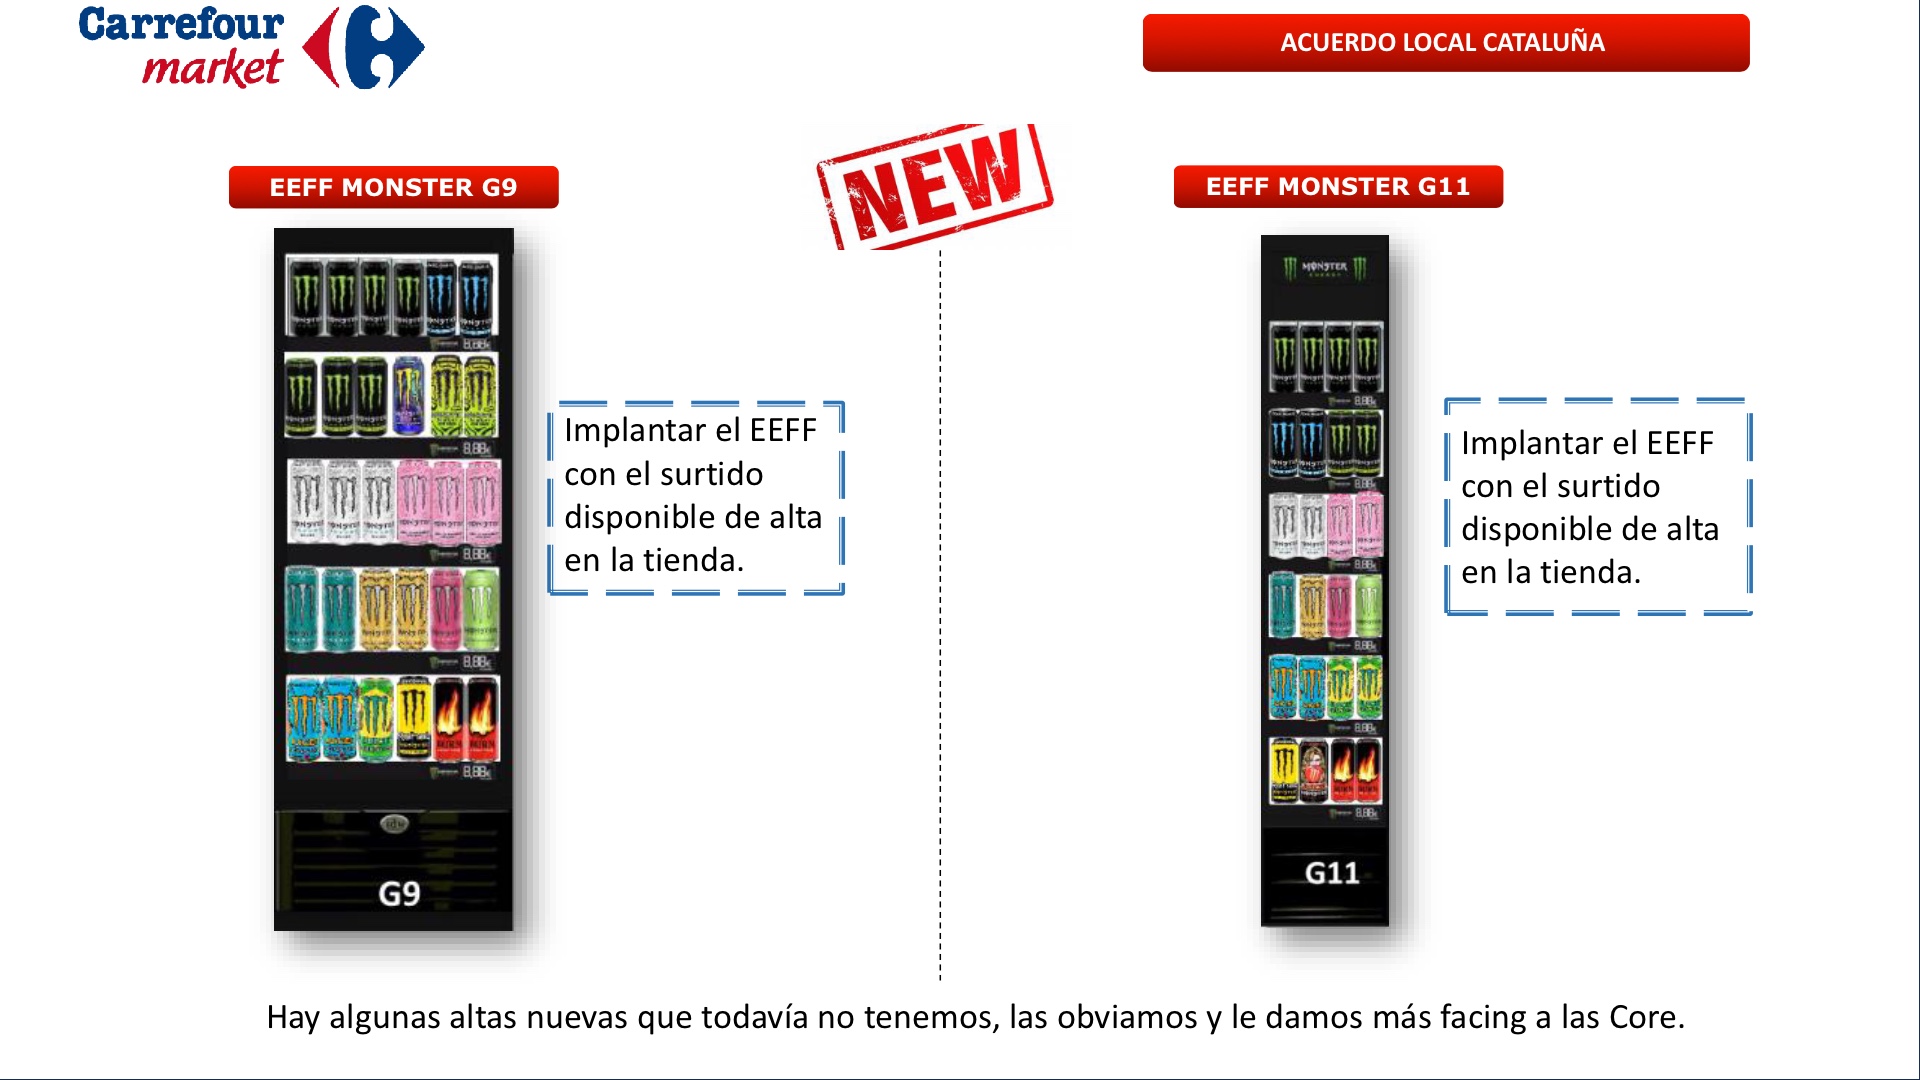 Carrefour
market
ACUERDO LOCAL CATALUÑA
NEW
EEFF MONSTER G9
EEFF MONSTER G11
MONSTER
ENERGY
Implantar el EEFF
con el surtido
disponible de alta
en la tienda.
Implantar el EEFF
con el surtido
disponible de alta
en la tienda.
G9
G11
Hay algunas altas nuevas que todavía no tenemos, las obviamos y le damos más facing a las Core.